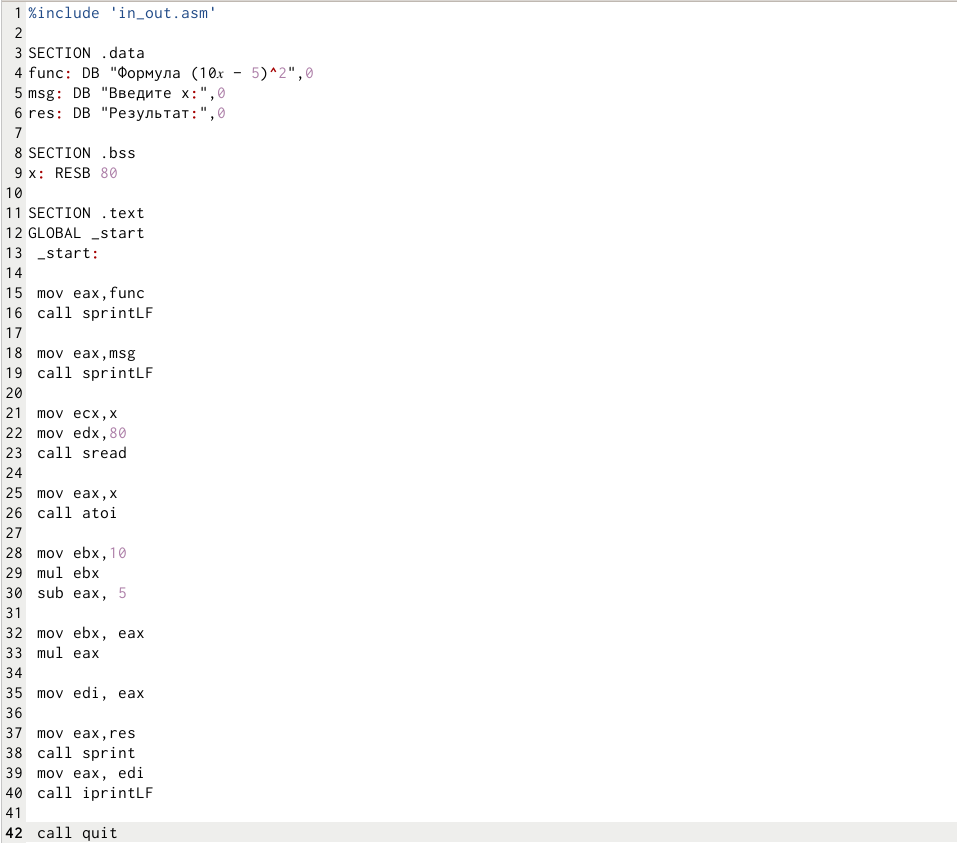 1 %include 'in_out.asm'
2
3 SECTION .data
4 func: DB "Формула (10𝑥 − 5)^2",0
5 msg: DB "Введите x:",0
6 res: DB "Результат:",0
7
8 SECTION .bss
9 x: RESB 80
10
11 SECTION .text
12 GLOBAL _start
13 _start:
14
15 mov eax,func
16 call sprintLF
17
18 mov eax,msg
19 call sprintLF
20
21 mov ecx,x
22 mov edx,80
23 call sread
24
25 mov eax,x
26 call atoi
27
28 mov ebx,10
29 mul ebx
30 sub eax, 5
31
32 mov ebx, eax
33 mul eax
34
35 mov edi, eax
36
37 mov eax,res
38 call sprint
39 mov eax, edi
40 call iprintLF
41
42 call quit